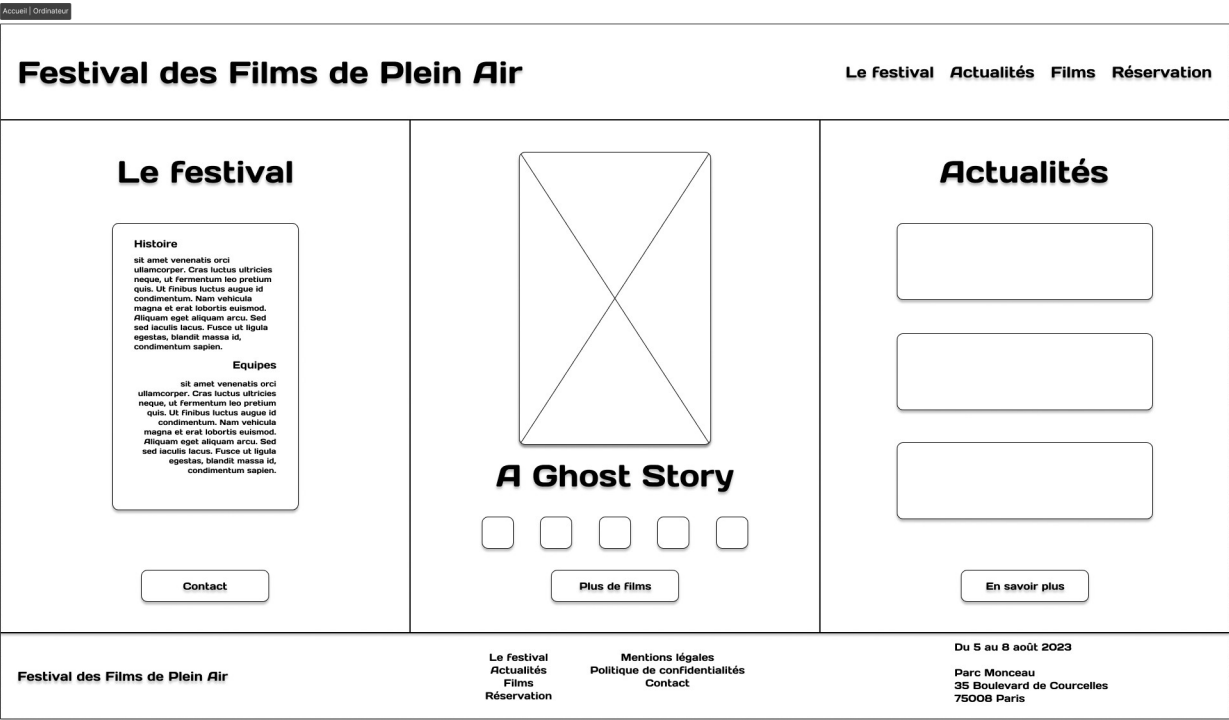 Accueil | Ordinateur
Festival des Films de Plein Air
Le festival
Actualités
Films
Réservation
Le festival
Histoire
sit amet venenatis orci
ullamcorper. Cras luctus ultricies
neque, ut fermentum leo pretium
quis. Ut finibus luctus augue id
condimentum. Nam vehicula
magna et erat lobortis euismod.
Aliquam eget aliquam arcu. Sed
sed iaculis lacus. Fusce ut ligula
egestas, blandit massa id,
condimentum sapien.
Equipes
sit amet venenatis orci
ullamcorper. Cras luctus ultricies
neque, ut fermentum leo pretium
quis. Ut finibus luctus augue id
condimentum. Nam vehicula
magna et erat lobortis euismod.
Aliquam eget aliquam arcu. Sed
sed iaculis lacus. Fusce ut ligula
egestas, blandit massa id,
condimentum sapien.
Contact
A Ghost Story
Plus de films
Actualités
En savoir plus
Festival des Films de Plein Air
Le festival
Actualités
Films
Réservation
Mentions légales
Politique de confidentialités
Contact
Du 5 au 8 août 2023
Parc Monceau
35 Boulevard de Courcelles
75008 Paris